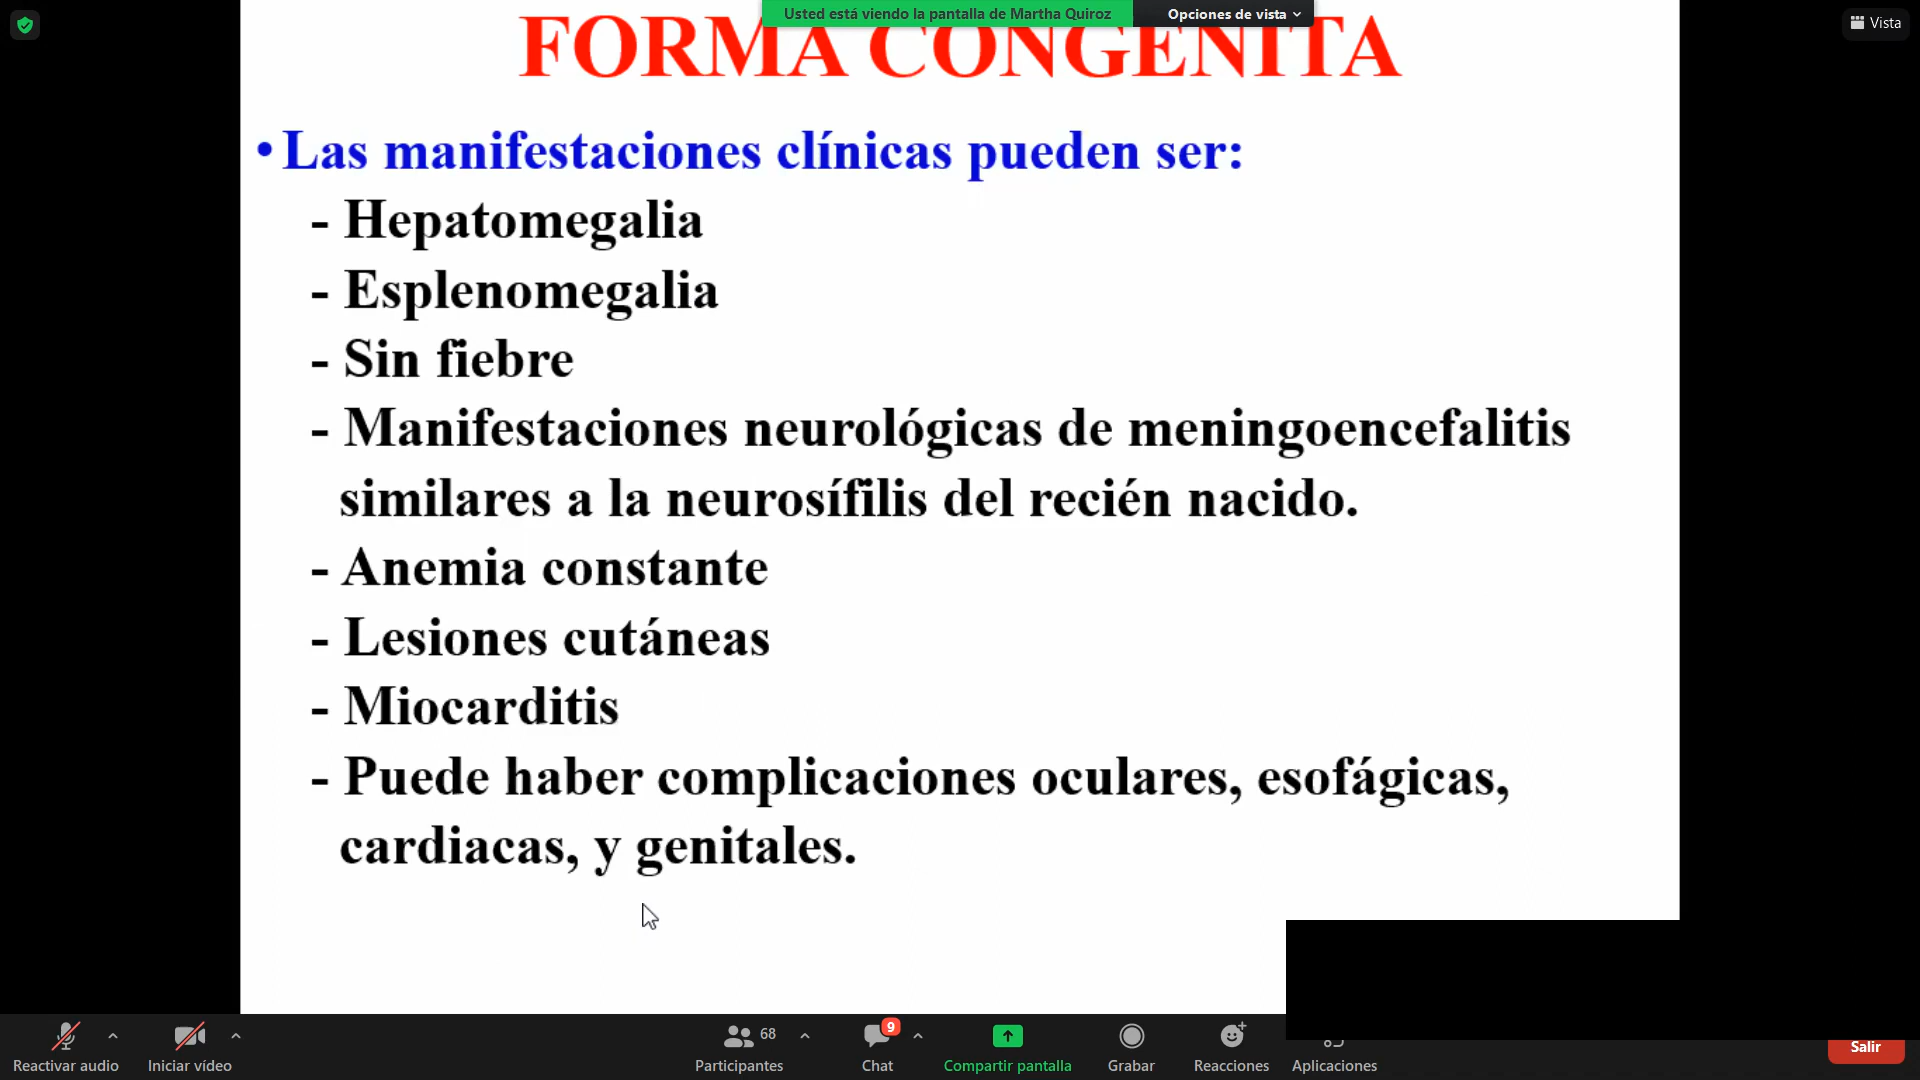 Usted está viendo la pantalla de Martha Quiroz
Opciones de vista
Vista
FORMA CONGENITA
• Las manifestaciones clínicas pueden ser:
- Hepatomegalia
- Esplenomegalia
- Sin fiebre
- Manifestaciones neurológicas de meningoencefalitis
similares a la neurosífilis del recién nacido.
- Anemia constante
- Lesiones cutáneas
- Miocarditis
- Puede haber complicaciones oculares, esofágicas,
cardiacas, y genitales.
68
9
Reactivar audio
Iniciar vídeo
Participantes
Chat
Compartir pantalla
Grabar
Reacciones
Aplicaciones
Salir